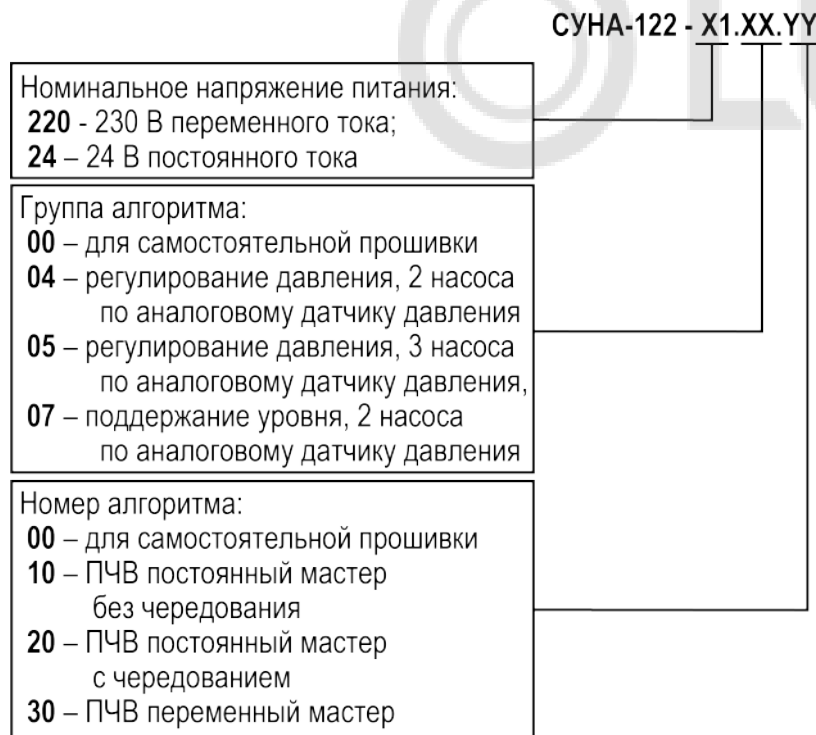 СУНА-122 - X1.XX.YY
Номинальное напряжение питания:
220 - 230 В переменного тока;
24 – 24 В постоянного тока
Группа алгоритма:
00 – для самостоятельной прошивки
04 – регулирование давления, 2 насоса
по аналоговому датчику давления
05 – регулирование давления, 3 насоса
по аналоговому датчику давления,
07 – поддержание уровня, 2 насоса
по аналоговому датчику давления
Номер алгоритма:
00 – для самостоятельной прошивки
10 – ПЧВ постоянный мастер
без чередования
20 – ПЧВ постоянный мастер
с чередованием
30 – ПЧВ переменный мастер